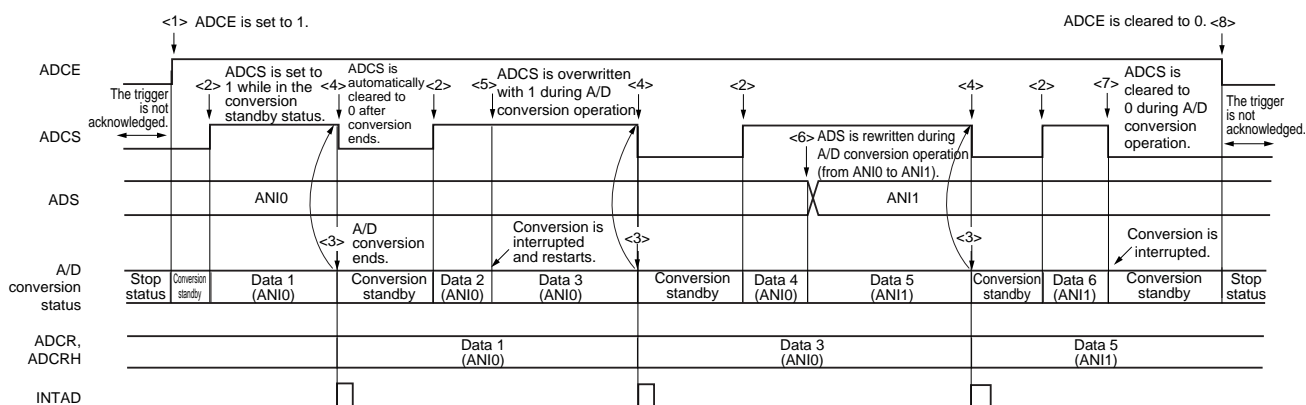 <1> ADCE is set to 1.
ADCE is cleared to 0. <8>
ADCE
The trigger
is not
acknowledged.
<2>
ADCS is set to
1 while in the
conversion
standby status.
<4>
ADCS is
automatically
cleared to
0 after
conversion
ends.
<2>
<5>
ADCS is overwritten
with 1 during A/D
conversion operation.
<4>
<2>
<4>
<2>
<7>
ADCS is
cleared to
0 during A/D
conversion
operation.
The trigger
is not
acknowledged.
ADCS
<6> ADS is rewritten during
A/D conversion operation
(from ANI0 to ANI1).
ADS
ANI0
ANI1
<3>
A/D
conversion
ends.
Conversion is
interrupted
and restarts.
<3>
<3>
Conversion is
interrupted.
A/D
conversion
status
Stop
status
Conversion
standby
Data 1
(ANI0)
Conversion
standby
Data 2
(ANI0)
Data 3
(ANI0)
Conversion
standby
Data 4
(ANI0)
Data 5
(ANI1)
Conversion
standby
Data 6
(ANI1)
Conversion
standby
Stop
status
ADCR,
ADCRH
Data 1
(ANI0)
Data 3
(ANI0)
Data 5
(ANI1)
INTAD